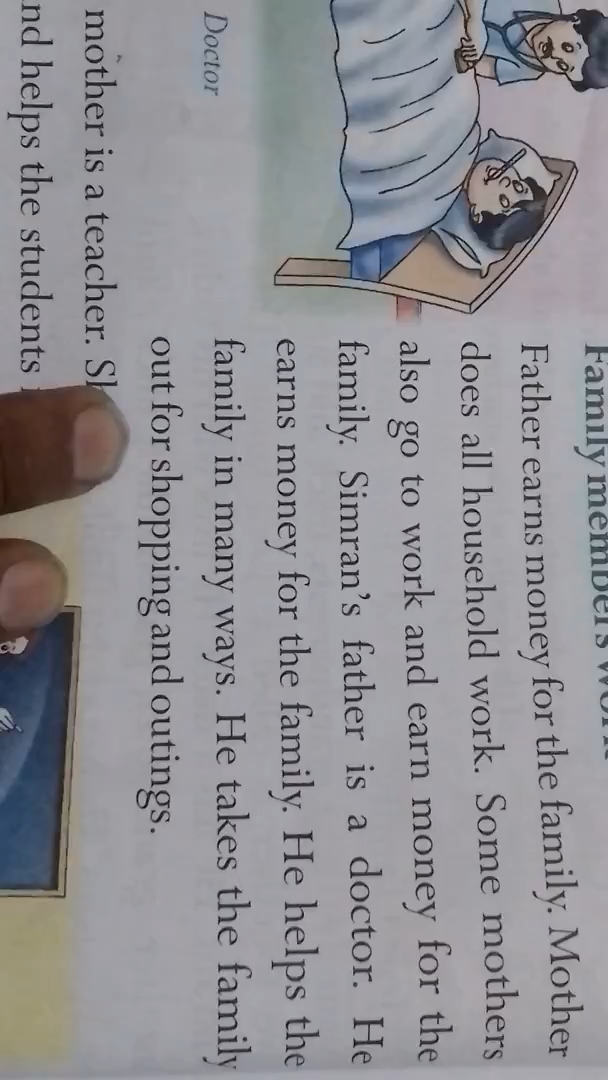 Family members work
Father earns money for the family. Mother
does all household work. Some mothers
also go to work and earn money for the
family. Simran's father is a doctor. He
earns money for the family. He helps the
family in many ways. He takes the family
out for shopping and outings.
Doctor
mother is a teacher.
helps the students